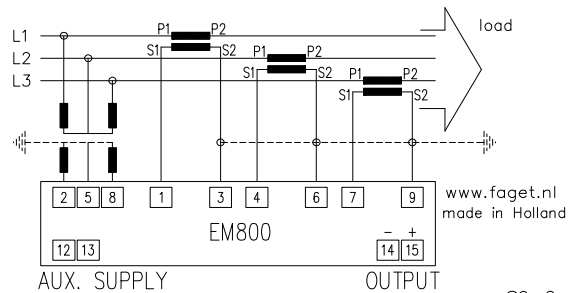 P1 P2
L1
load
S1 S2
P1 P2
L2
S1 S2
P1 P2
L3
S1 S2
2 5 8 1 3 4 6 7 9
www.faget.nl
made in Holland
EM800
- +
12 13 14 15
AUX. SUPPLY OUTPUT